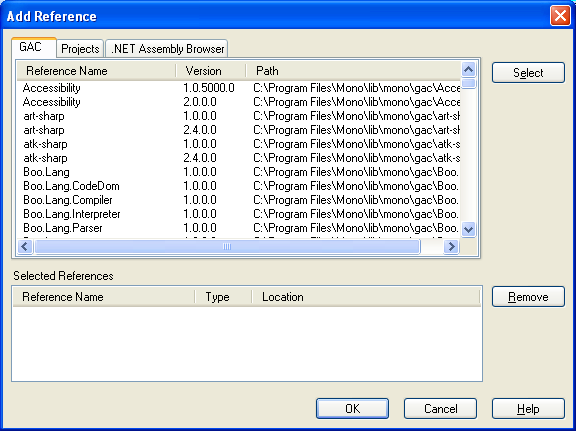 Add Reference
GAC Projects .NET Assembly Browser
Reference Name Version Path
Select
Accessibility 1.0.5000.0 C:\Program Files\Mono\lib\mono\gac\Acce
Accessibility 2.0.0.0 C:\Program Files\Mono\lib\mono\gac\Acce
art-sharp 1.0.0.0 C:\Program Files\Mono\lib\mono\gac\art-sh
art-sharp 2.4.0.0 C:\Program Files\Mono\lib\mono\gac\art-sh
atk-sharp 1.0.0.0 C:\Program Files\Mono\lib\mono\gac\atk-s
atk-sharp 2.4.0.0 C:\Program Files\Mono\lib\mono\gac\atk-s
Boo.Lang 1.0.0.0 C:\Program Files\Mono\lib\mono\gac\Boo.
Boo.Lang.CodeDom 1.0.0.0 C:\Program Files\Mono\lib\mono\gac\Boo.
Boo.Lang.Compiler 1.0.0.0 C:\Program Files\Mono\lib\mono\gac\Boo.
Boo.Lang.Interpreter 1.0.0.0 C:\Program Files\Mono\lib\mono\gac\Boo.
Boo.Lang.Parser 1.0.0.0 C:\Program Files\Mono\lib\mono\gac\Boo.
Selected References
Reference Name Type Location
Remove
OK Cancel Help